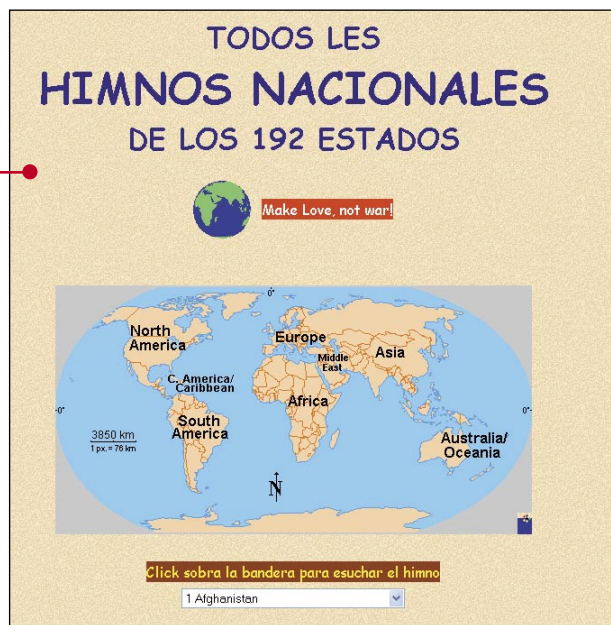 TODOS LES
HIMNOS NACIONALES
DE LOS 192 ESTADOS
Make Love, not war!
0°
North
America
Europe
Middle
East
Asia
C. America/
Caribbean
Africa
0°
0°
South
America
3850 km
1 px. = 76 km
Australia/
Oceania
N
Click sobra la bandera para esuchar el himno
1 Afghanistan